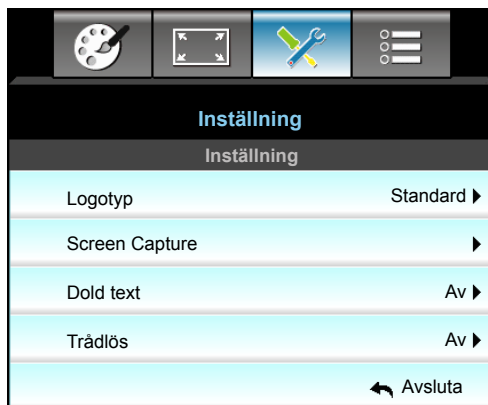 Inställning
Inställning
Logotyp Standard
Screen Capture
Dold text Av
Trådlös Av
Avsluta